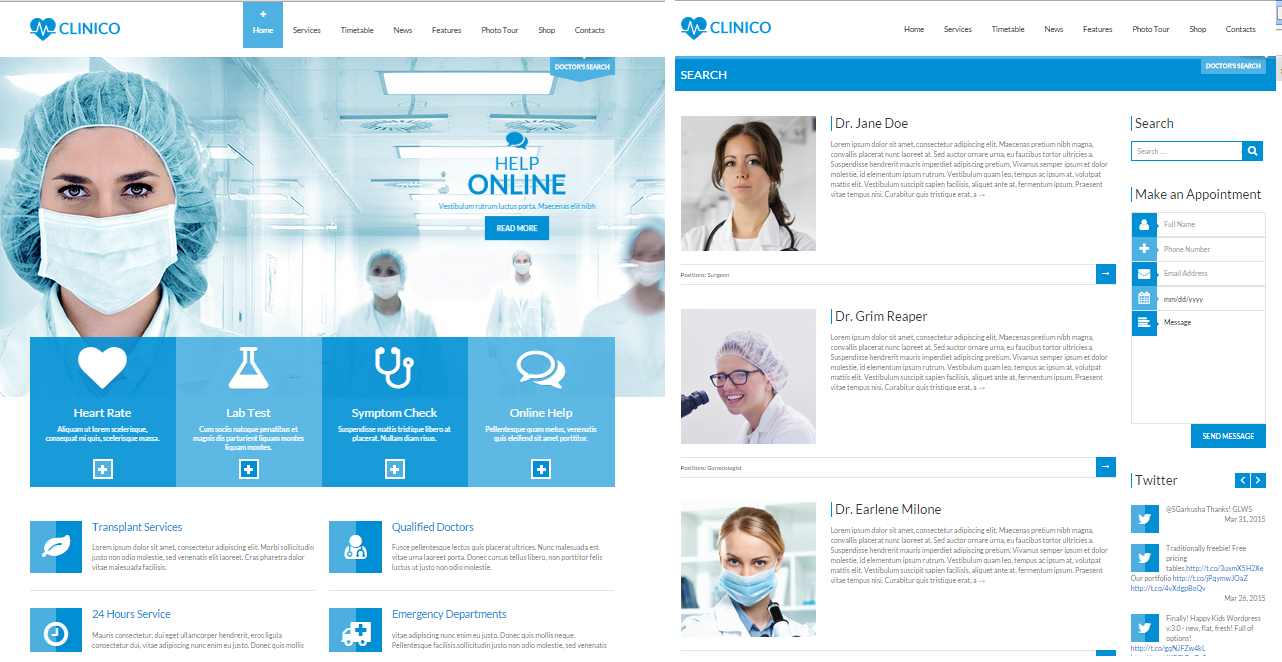 CLINICO
Home Services Timetable News Features Photo Tour Shop Contacts
DOCTOR'S SEARCH
HELP
ONLINE
Vestibulum rutrum luctus porta. Maecenas elit nibh
READ MORE
Heart Rate
Aliquam ut lorem scelerisque,
consequat mi quis, scelerisque massa.
Lab Test
Cum sociis natoque penatibus et
magnis dis parturient liquam montes
liquam montes.
Symptom Check
Suspendisse mattis tristique libero at
placerat. Nullam diam risus.
Online Help
Pellentesque quam metus, venenatis
quis eleifend sit amet porttitor.
Transplant Services
Lorem ipsum dolor sit amet, consectetur adipiscing elit. Morbi sollicitudin
justo non odio molestie, sed venenatis elit laoreet. Cras pharetra dolor
vitae malesuada facilisis.
Qualified Doctors
Fusce pellentesque lectus quis placerat ultrices. Nunc malesuada est
vitae urna laoreet porta. Donec cursus tellus libero, non porttitor felis
luctus ut justo non odio molestie.
24 Hours Service
Mauris consectetur, dui eget ullamcorper hendrerit, eros ligula
consectetur dui, vitae adipiscing nunc enim eu justo. Donec quis mollis
Emergency Departments
vitae adipiscing nunc enim eu justo. Donec quis mollis neque.
Pellentesque facilisis,sollicitudin justo non odio molestie, sed venenatis
CLINICO
Home Services Timetable News Features Photo Tour Shop Contacts
DOCTOR'S SEARCH
SEARCH
Dr. Jane Doe
Lorem ipsum dolor sit amet, consectetur adipiscing elit. Maecenas pretium nibh magna,
convallis placerat nunc laoreet at. Sed auctor ornare urna, eu faucibus tortor ultricies a.
Suspendisse hendrerit mauris imperdiet adipiscing pretium. Vivamus semper ipsum et dolor
molestie, id elementum ipsum rutrum. Vestibulum quam leo, tempus ac ipsum at, volutpat
mattis elit. Vestibulum suscipit sapien facilisis, aliquet ante at, fermentum ipsum. Praesent
vitae tempus nisi. Curabitur quis tristique erat, a →
Positions: Surgeon
→
Dr. Grim Reaper
Lorem ipsum dolor sit amet, consectetur adipiscing elit. Maecenas pretium nibh magna,
convallis placerat nunc laoreet at. Sed auctor ornare urna, eu faucibus tortor ultricies a.
Suspendisse hendrerit mauris imperdiet adipiscing pretium. Vivamus semper ipsum et dolor
molestie, id elementum ipsum rutrum. Vestibulum quam leo, tempus ac ipsum at, volutpat
mattis elit. Vestibulum suscipit sapien facilisis, aliquet ante at, fermentum ipsum. Praesent
vitae tempus nisi. Curabitur quis tristique erat, a →
Positions: Gynecologist
→
Dr. Earlene Milone
Lorem ipsum dolor sit amet, consectetur adipiscing elit. Maecenas pretium nibh magna,
convallis placerat nunc laoreet at. Sed auctor ornare urna, eu faucibus tortor ultricies a.
Suspendisse hendrerit mauris imperdiet adipiscing pretium. Vivamus semper ipsum et dolor
molestie, id elementum ipsum rutrum. Vestibulum quam leo, tempus ac ipsum at, volutpat
mattis elit. Vestibulum suscipit sapien facilisis, aliquet ante at, fermentum ipsum. Praesent
vitae tempus nisi. Curabitur quis tristique erat, a →
Search
Search ...
Make an Appointment
Full Name
Phone Number
Email Address
mm/dd/yyyy
Message
SEND MESSAGE
Twitter
@SGarkusha Thanks! GLWS
Mar 31, 2015
Traditionally freebie! Free
pricing
tables.http://t.co/3uxmX5H2Xe
Our portfolio http://t.co/jPqymwJOaZ
http://t.co/4vXdgpBoQv
Mar 26, 2015
Finally! Happy Kids Wordpress
v.3.0 - new, flat, fresh! Full of
options!
http://t.co/gqNJFZw4kL